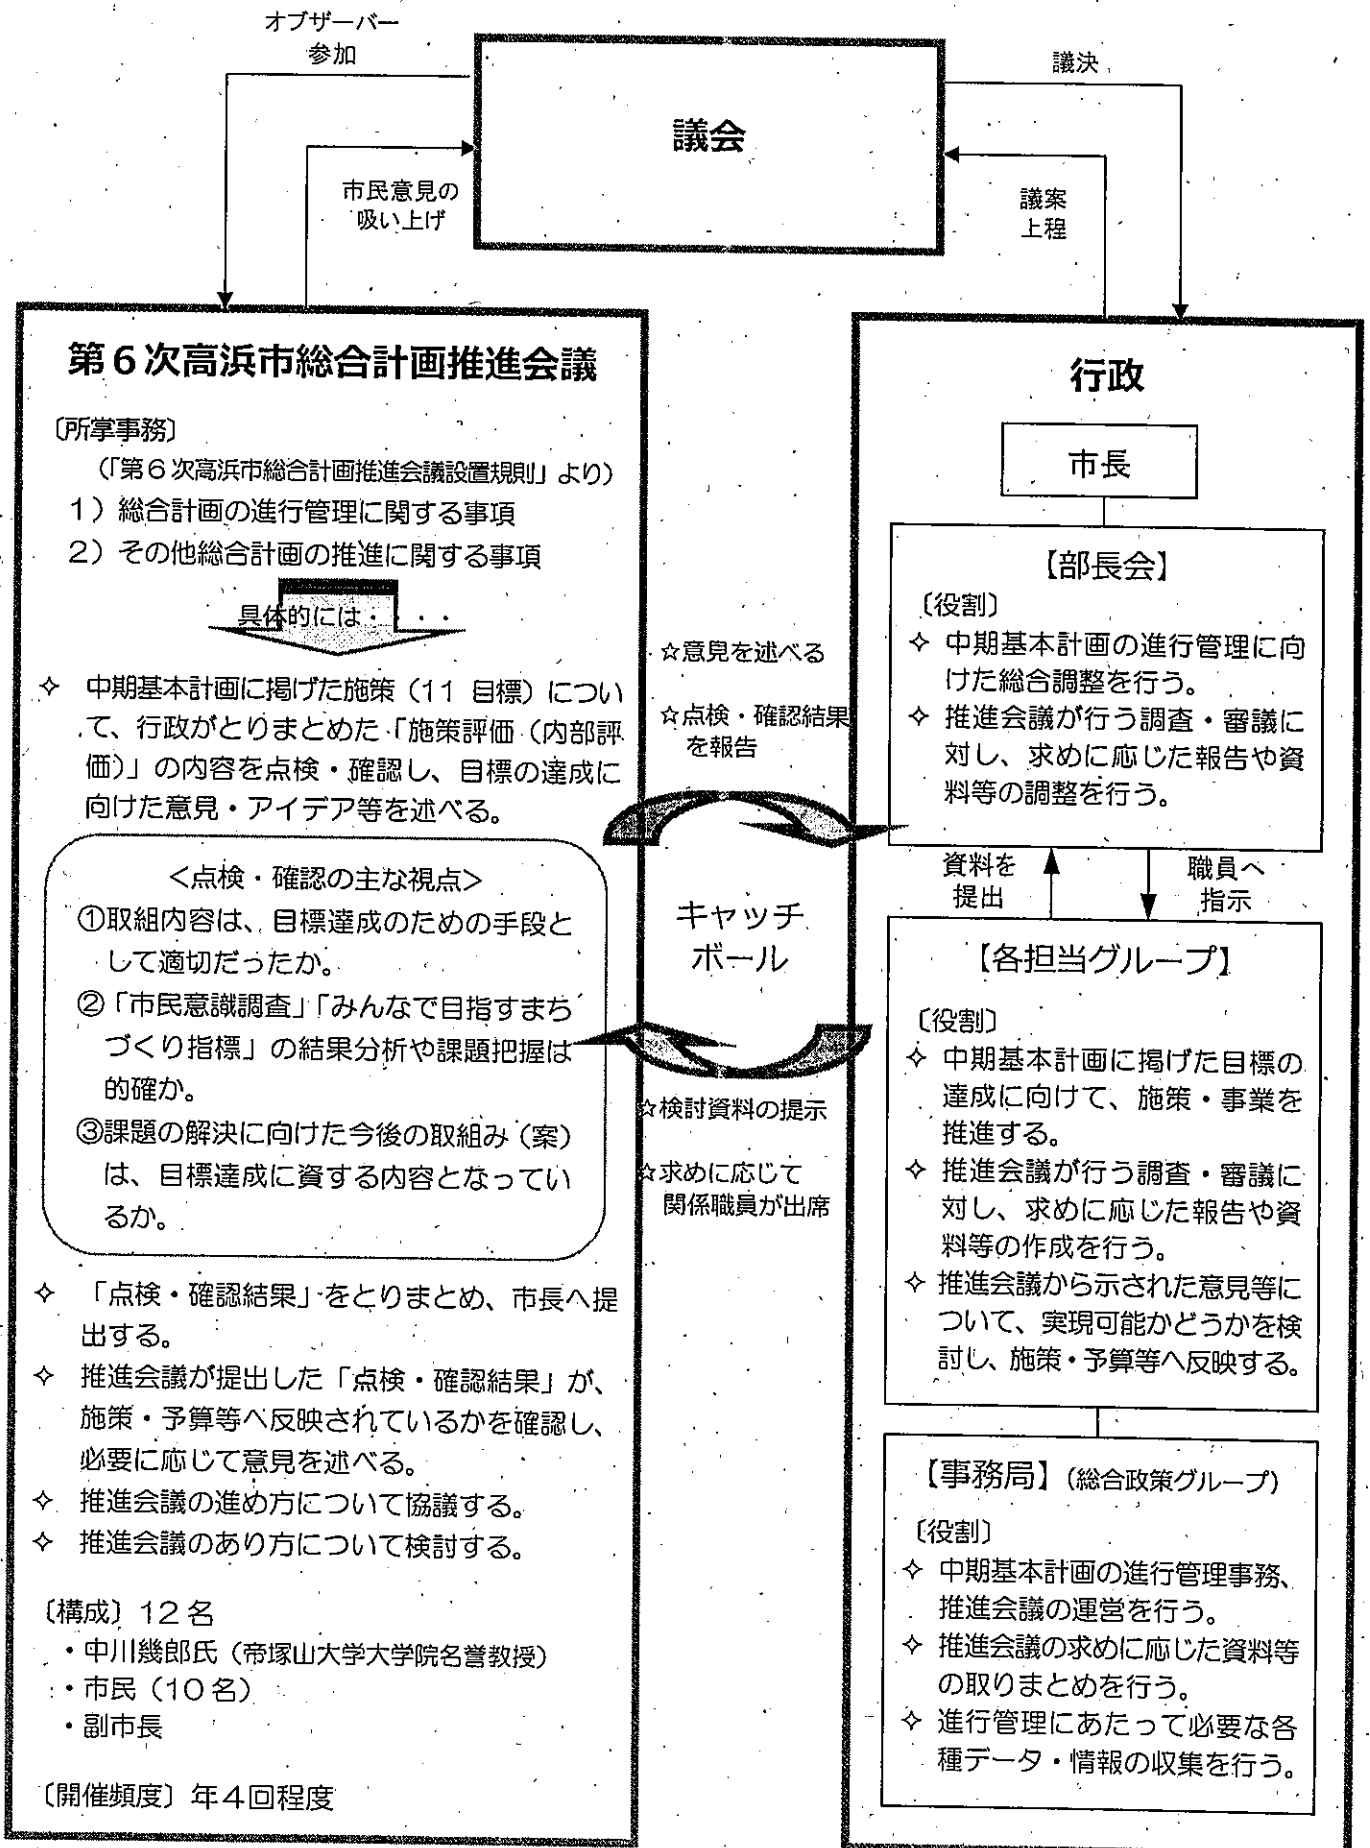 オブザーバー
参加
議決
議会
市民意見の
吸い上げ
議案
上程
第6次高浜市総合計画推進会議
〔所掌事務〕
(「第6次高浜市総合計画推進会議設置規則」より)
1)総合計画の進行管理に関する事項
2)その他総合計画の推進に関する事項
具体的には・・・・
✧ 中期基本計画に掲げた施策(11 目標)につい
て、行政がとりまとめた「施策評価(内部評
価)」の内容を点検・確認し、目標の達成に
向けた意見・アイデア等を述べる。
<点検・確認の主な視点>
①取組内容は、目標達成のための手段と
して適切だったか。
②「市民意識調査」「みんなで目指すまち
づくり指標」の結果分析や課題把握は
的確か。
③課題の解決に向けた今後の取組み(案)
は、目標達成に資する内容となってい
るか。
✧ 「点検・確認結果」をとりまとめ、市長へ提
出する。
✧ 推進会議が提出した「点検・確認結果」が、
施策・予算等へ反映されているかを確認し、
必要に応じて意見を述べる。
✧ 推進会議の進め方について協議する。
✧ 推進会議のあり方について検討する。
〔構成〕12名
・中川幾郎氏(帝塚山大学大学院名誉教授)
・市民(10名)
・副市長
〔開催頻度〕年4回程度
☆意見を述べる
☆点検・確認結果
を報告
キャッチ
ボール
☆検討資料の提示
☆求めに応じて
関係職員が出席
行政
市長
【部長会】
〔役割〕
✧ 中期基本計画の進行管理に向
けた総合調整を行う。
✧ 推進会議が行う調査・審議に
対し、求めに応じた報告や資
料等の調整を行う。
資料を
提出
職員へ
指示
【各担当グループ】
〔役割〕
✧ 中期基本計画に掲げた目標の
達成に向けて、施策・事業を
推進する。
✧ 推進会議が行う調査・審議に
対し、求めに応じた報告や資
料等の作成を行う。
✧ 推進会議から示された意見等に
ついて、実現可能かどうかを検
討し、施策・予算等へ反映する。
【事務局】(総合政策グループ)
〔役割〕
✧ 中期基本計画の進行管理事務、
推進会議の運営を行う。
✧ 推進会議の求めに応じた資料等
の取りまとめを行う。
✧ 進行管理にあたって必要な各
種データ・情報の収集を行う。